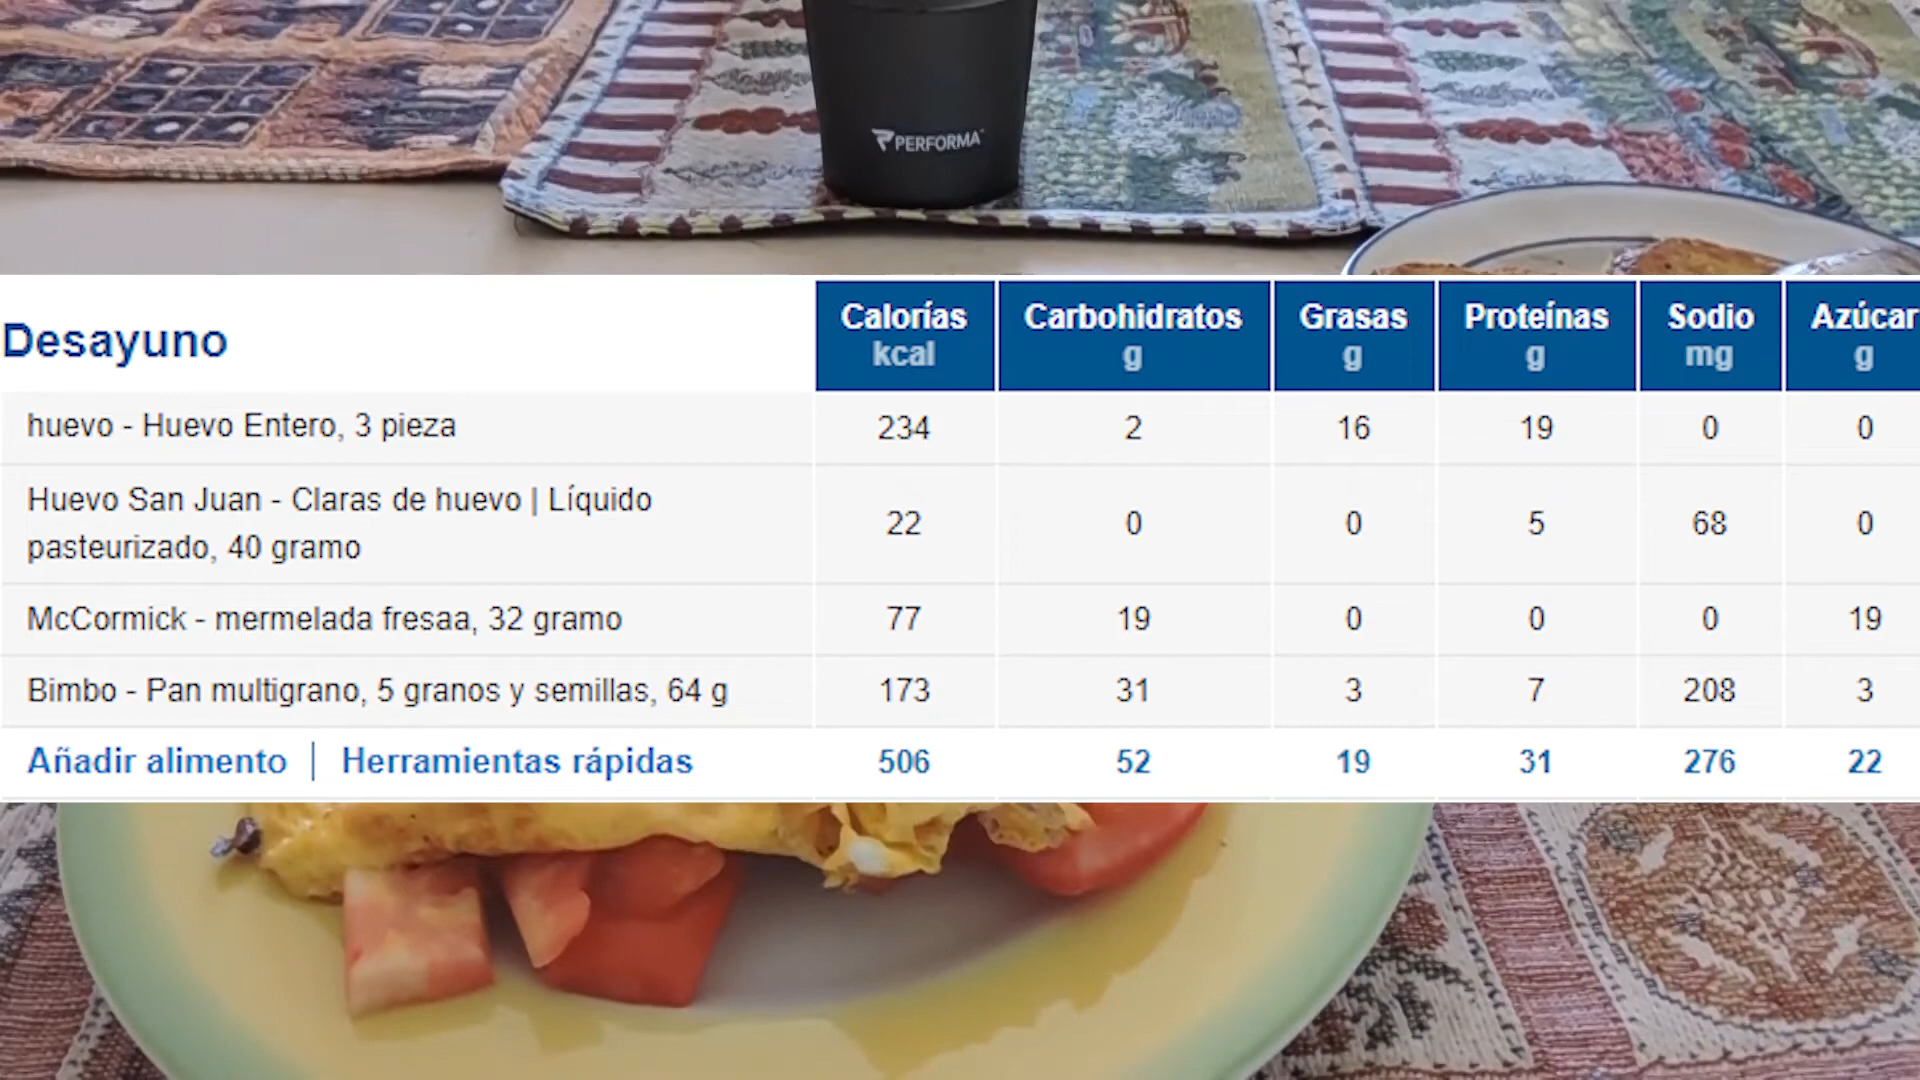 PERFORMA
Desayuno
Calorías Carbohidratos Grasas Proteínas Sodio Azúcar
kcal g g g mg g
huevo - Huevo Entero, 3 pieza 234 2 16 19 0 0
Huevo San Juan - Claras de huevo | Líquido
pasteurizado, 40 gramo 22 0 0 5 68 0
McCormick - mermelada fresaa, 32 gramo 77 19 0 0 0 19
Bimbo - Pan multigrano, 5 granos y semillas, 64 g 173 31 3 7 208 3
Añadir alimento | Herramientas rápidas 506 52 19 31 276 22